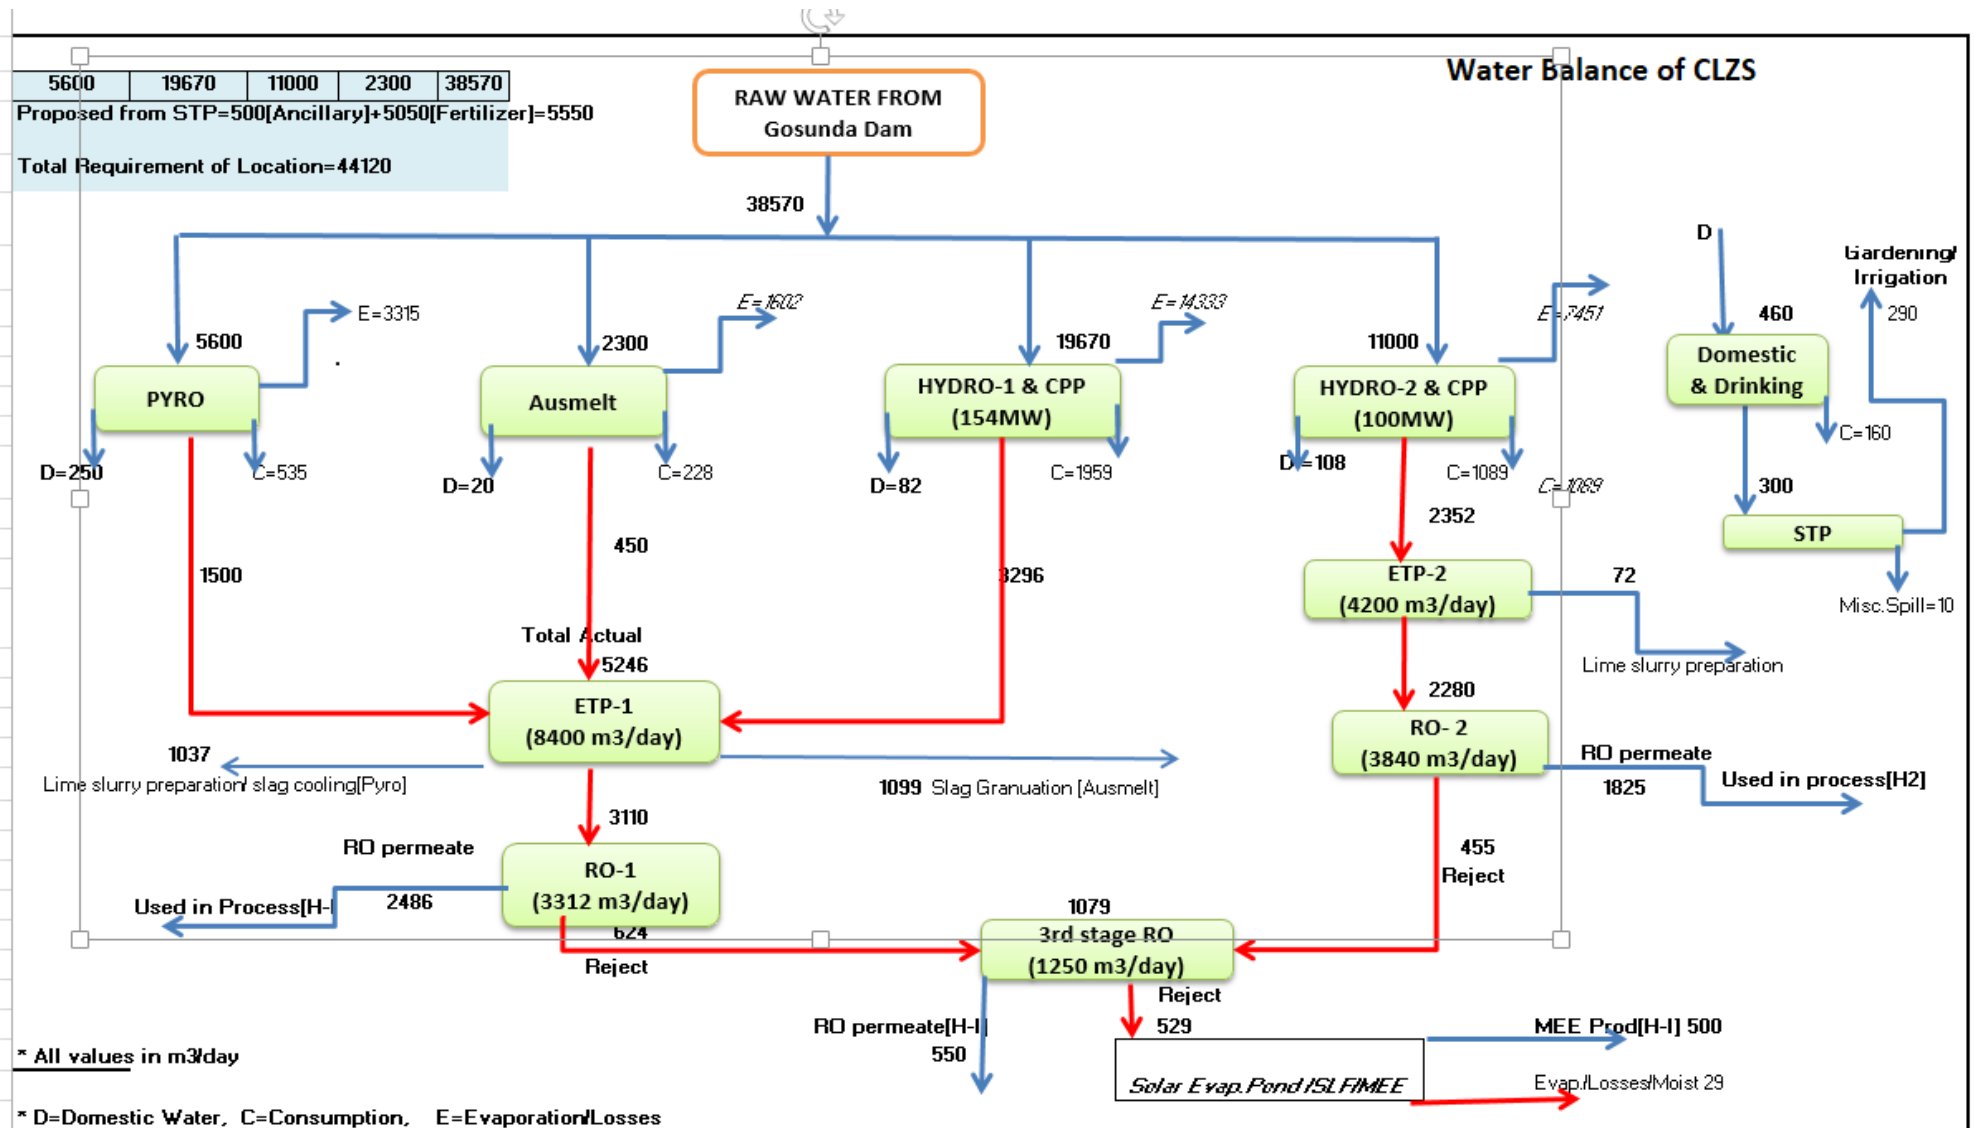 Water Balance of CLZS
5600 19670 11000 2300 38570
Proposed from STP=500[Ancillary]+5050[Fertilizer]=5550
Total Requirement of Location=44120
RAW WATER FROM
Gosunda Dam
38570
D
Gardening/
Irrigation
290
460
E=3315
E=1602
E=14333
E=7451
5600
2300
19670
11000
PYRO
Ausmelt
HYDRO-1 & CPP
(154MW)
HYDRO-2 & CPP
(100MW)
Domestic
& Drinking
C=160
D=250
C=535
D=20
C=228
D=82
C=1959
D=108
C=1089
C=1089
300
STP
Misc.Spill=10
1500
450
3296
2352
ETP-2
(4200 m3/day)
72
Lime slurry preparation
Total Actual
5246
ETP-1
(8400 m3/day)
2280
RO- 2
(3840 m3/day)
RO permeate
1825
Used in process[H2]
1037
Lime slurry preparation/ slag cooling[Pyro]
1099 Slag Granuation [Ausmelt]
3110
RO permeate
2486
Used in Process[H-I
RO-1
(3312 m3/day)
624
Reject
455
Reject
1079
3rd stage RO
(1250 m3/day)
Reject
529
RO permeate[H-I]
550
MEE Prod[H-I] 500
Solar Evap.Pond /SLF/MEE
Evap./Losses/Moist 29
* All values in m3/day
* D=Domestic Water, C=Consumption, E=Evaporation/Losses